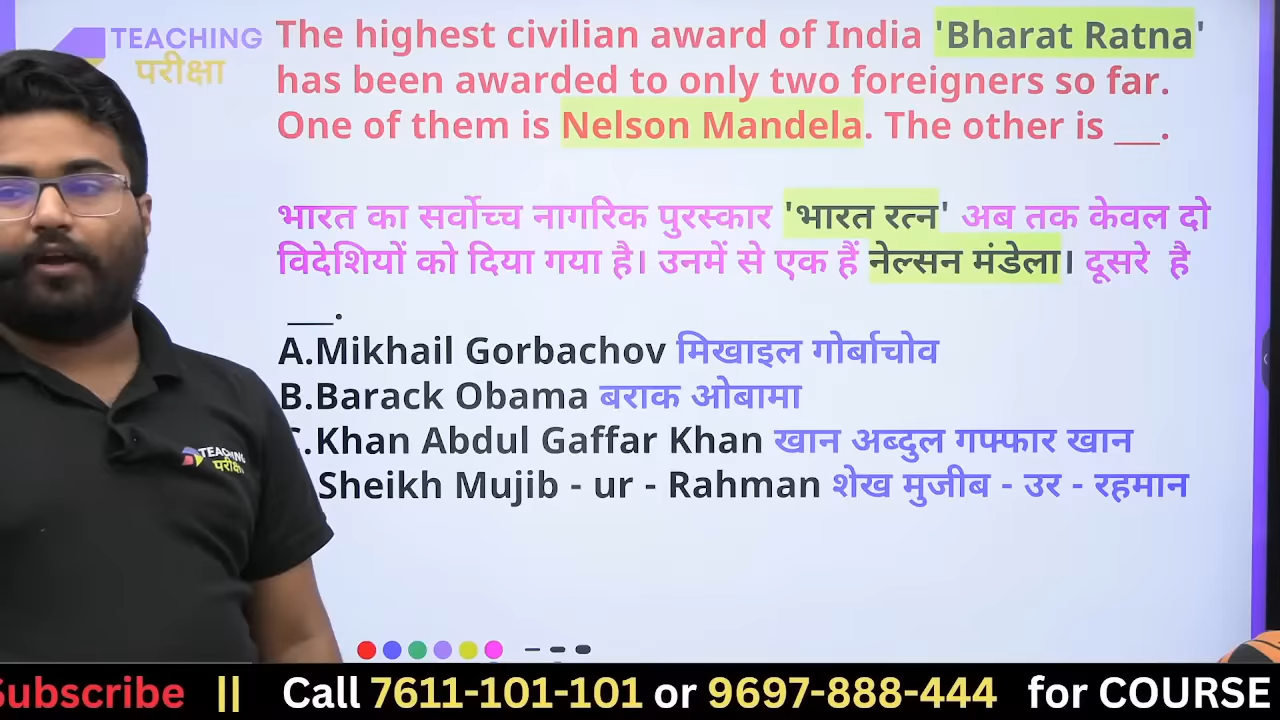 TEACHING
परीक्षा
The highest civilian award of India 'Bharat Ratna'
has been awarded to only two foreigners so far.
One of them is Nelson Mandela. The other is ___.
भारत का सर्वोच्च नागरिक पुरस्कार 'भारत रत्न' अब तक केवल दो
विदेशियों को दिया गया है। उनमें से एक हैं नेल्सन मंडेला। दूसरे है
___.
A.Mikhail Gorbachov मिखाइल गोर्बाचोव
B.Barack Obama बराक ओबामा
.Khan Abdul Gaffar Khan खान अब्दुल गफ्फार खान
Sheikh Mujib - ur - Rahman शेख मुजीब - उर - रहमान
TEACHING
परीक्षा
Subscribe || Call 7611-101-101 or 9697-888-444 for COURSE